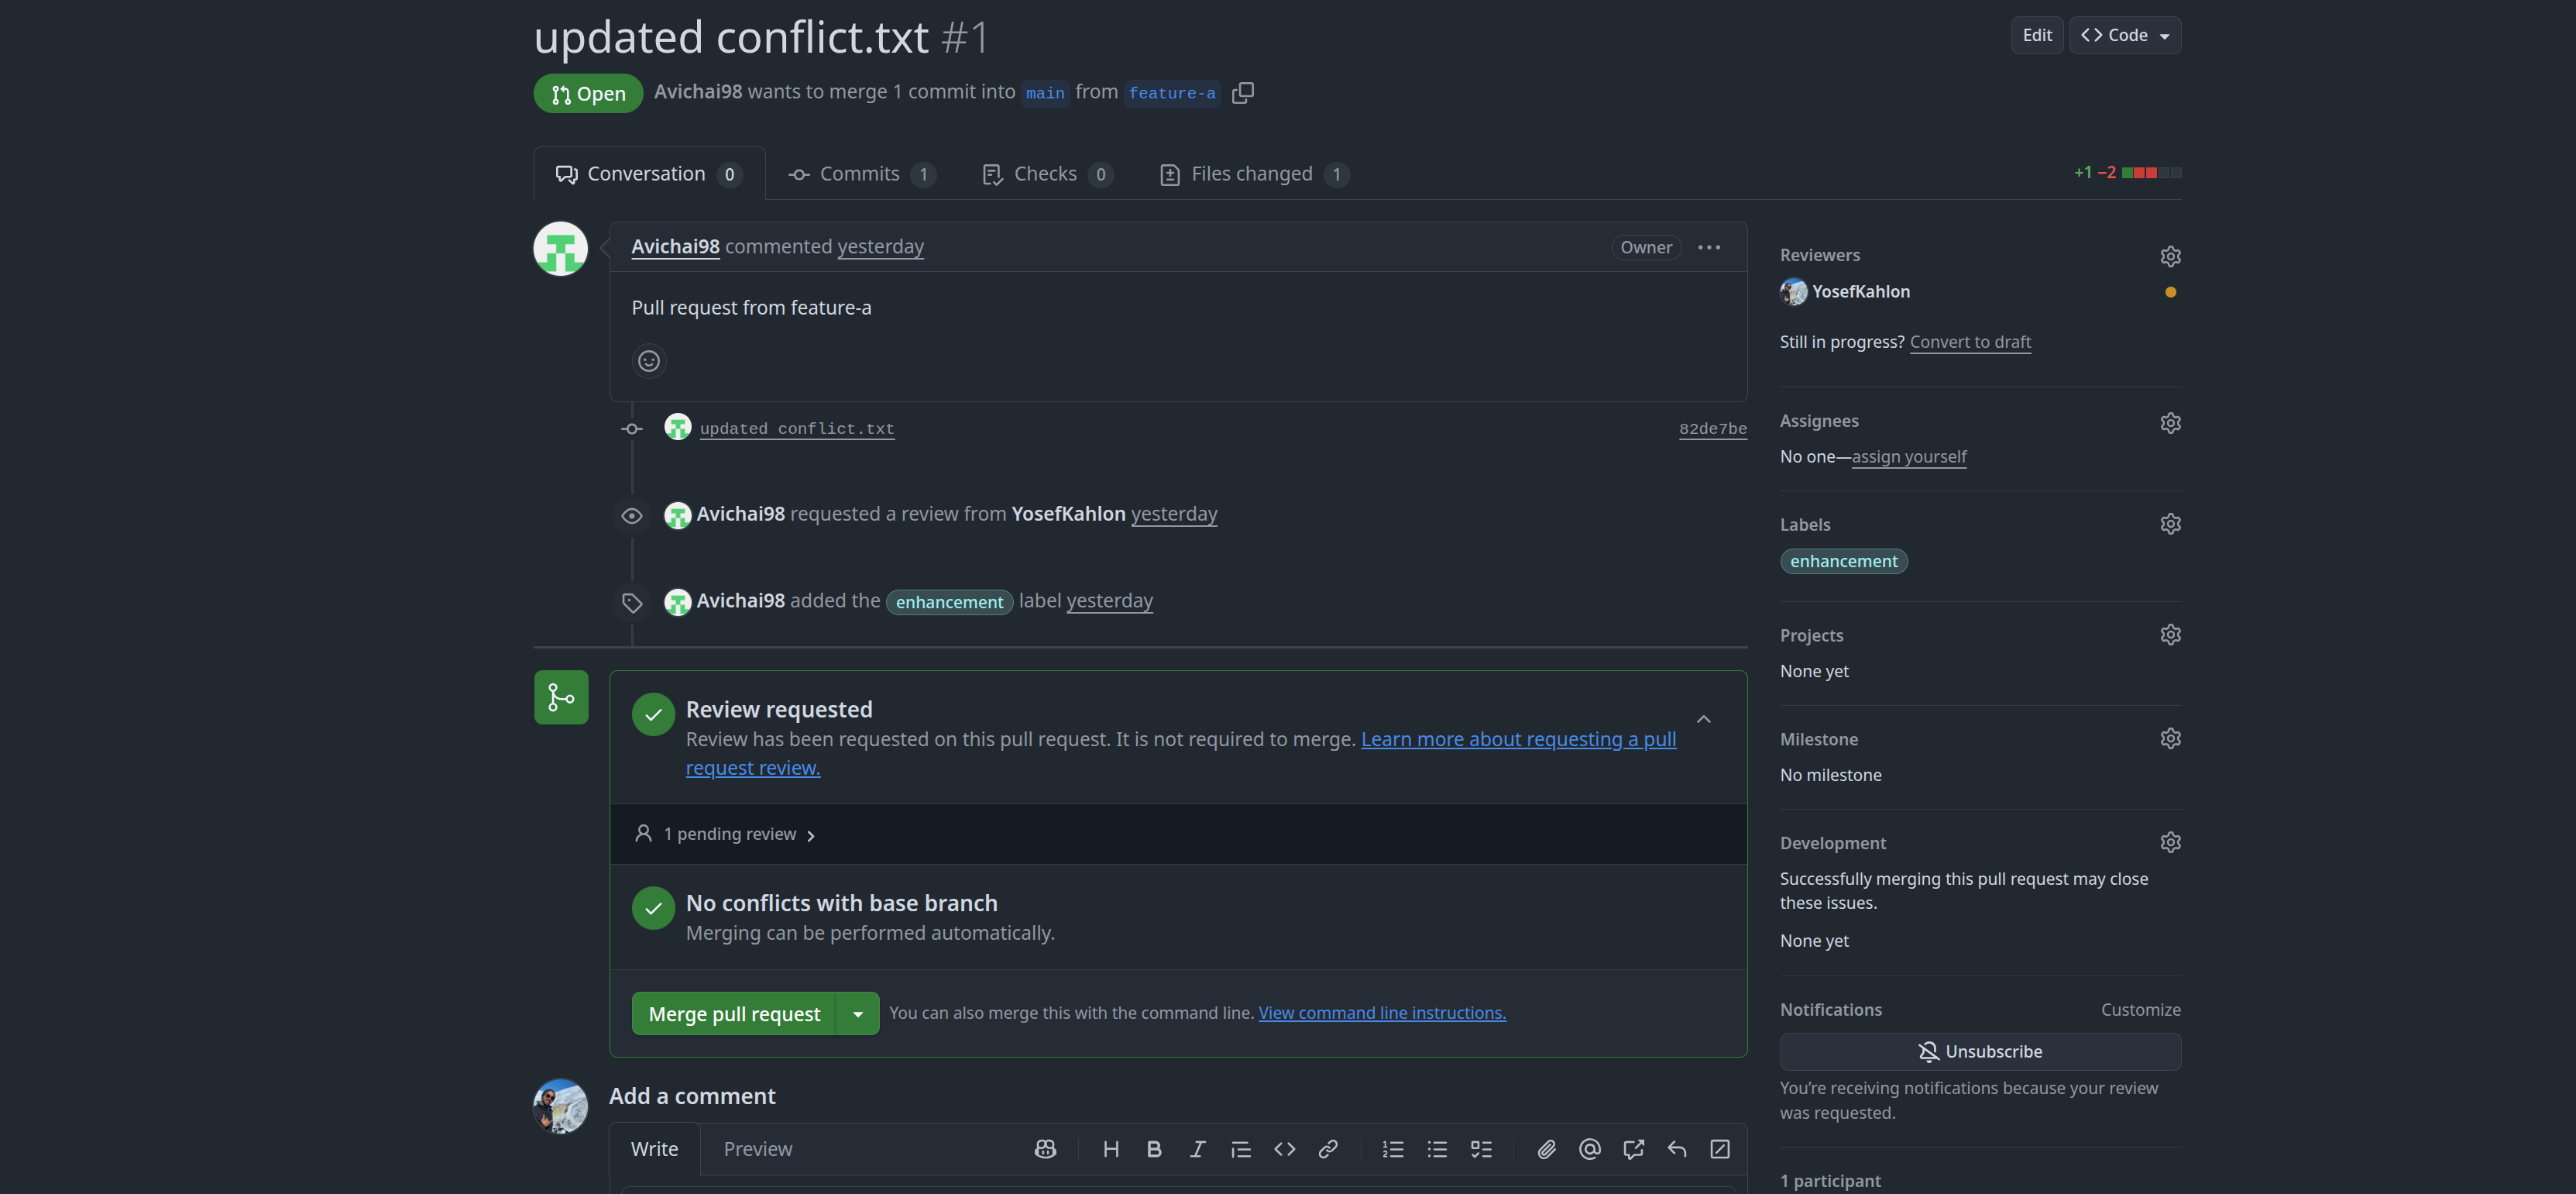 updated conflict.txt #1
Edit
Code
Open
Avichai98 wants to merge 1 commit into main from feature-a
Conversation 0
Commits 1
Checks 0
Files changed 1
+1 −2
Avichai98 commented yesterday
Owner
Pull request from feature-a
updated conflict.txt
82de7be
Avichai98 requested a review from YosefKahlon yesterday
Avichai98 added the enhancement label yesterday
Review requested
Review has been requested on this pull request. It is not required to merge. Learn more about requesting a pull
request review.
1 pending review
No conflicts with base branch
Merging can be performed automatically.
Merge pull request
You can also merge this with the command line. View command line instructions.
Add a comment
Write
Preview
Reviewers
YosefKahlon
Still in progress? Convert to draft
Assignees
No one—assign yourself
Labels
enhancement
Projects
None yet
Milestone
No milestone
Development
Successfully merging this pull request may close
these issues.
None yet
Notifications
Customize
Unsubscribe
You’re receiving notifications because your review
was requested.
1 participant